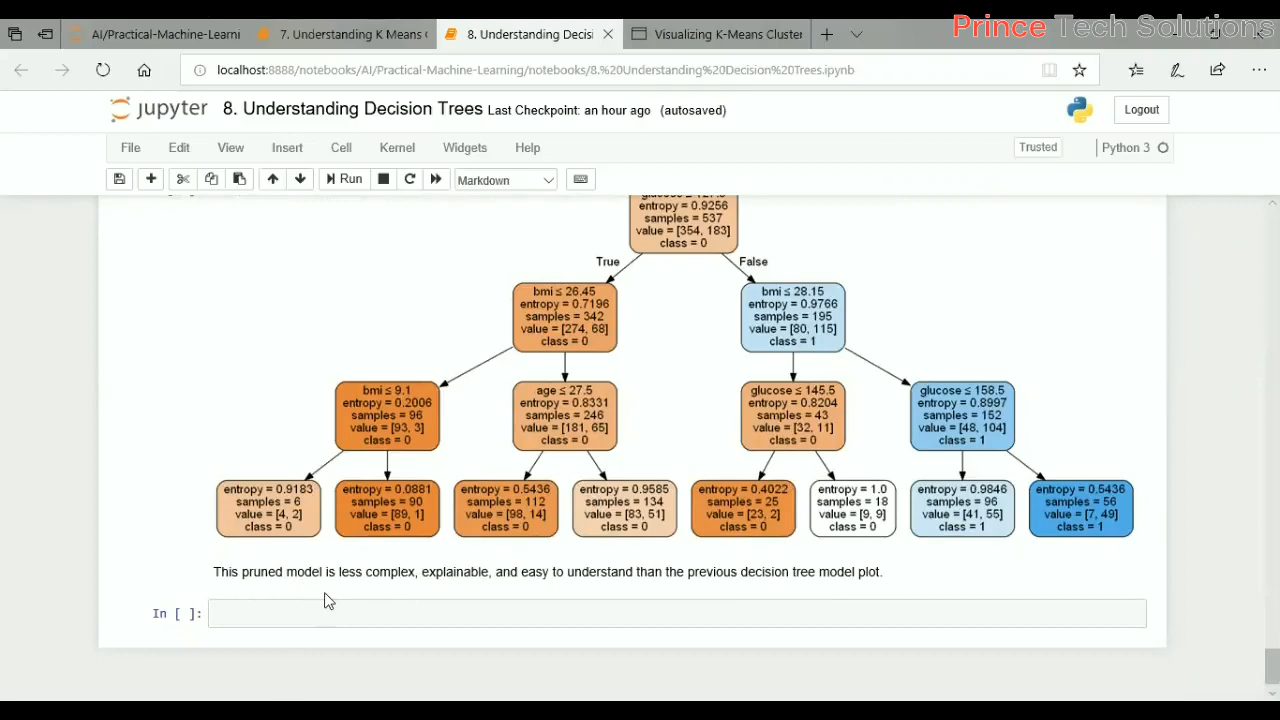 Prince Tech Solutions
AI/Practical-Machine-Learni
7. Understanding K Means C
8. Understanding Decisi
Visualizing K-Means Cluster
localhost:8888/notebooks/AI/Practical-Machine-Learning/notebooks/8.%20Understanding%20Decision%20Trees.ipynb
jupyter 8. Understanding Decision Trees Last Checkpoint: an hour ago (autosaved)
Logout
File Edit View Insert Cell Kernel Widgets Help
Trusted
Python 3
Run
Markdown
entropy = 0.9256
samples = 537
value = [354, 183]
class = 0
True
False
bmi ≤ 26.45
entropy = 0.7196
samples = 342
value = [274, 68]
class = 0
bmi ≤ 28.15
entropy = 0.9766
samples = 195
value = [80, 115]
class = 1
bmi ≤ 9.1
entropy = 0.2006
samples = 96
value = [93, 3]
class = 0
age ≤ 27.5
entropy = 0.8331
samples = 246
value = [181, 65]
class = 0
glucose ≤ 145.5
entropy = 0.8204
samples = 43
value = [32, 11]
class = 0
glucose ≤ 158.5
entropy = 0.8997
samples = 152
value = [48, 104]
class = 1
entropy = 0.9183
samples = 6
value = [4, 2]
class = 0
entropy = 0.0881
samples = 90
value = [89, 1]
class = 0
entropy = 0.5436
samples = 112
value = [98, 14]
class = 0
entropy = 0.9585
samples = 134
value = [83, 51]
class = 0
entropy = 0.4022
samples = 25
value = [23, 2]
class = 0
entropy = 1.0
samples = 18
value = [9, 9]
class = 0
entropy = 0.9846
samples = 96
value = [41, 55]
class = 1
entropy = 0.5436
samples = 56
value = [7, 49]
class = 1
This pruned model is less complex, explainable, and easy to understand than the previous decision tree model plot.
In [ ]: